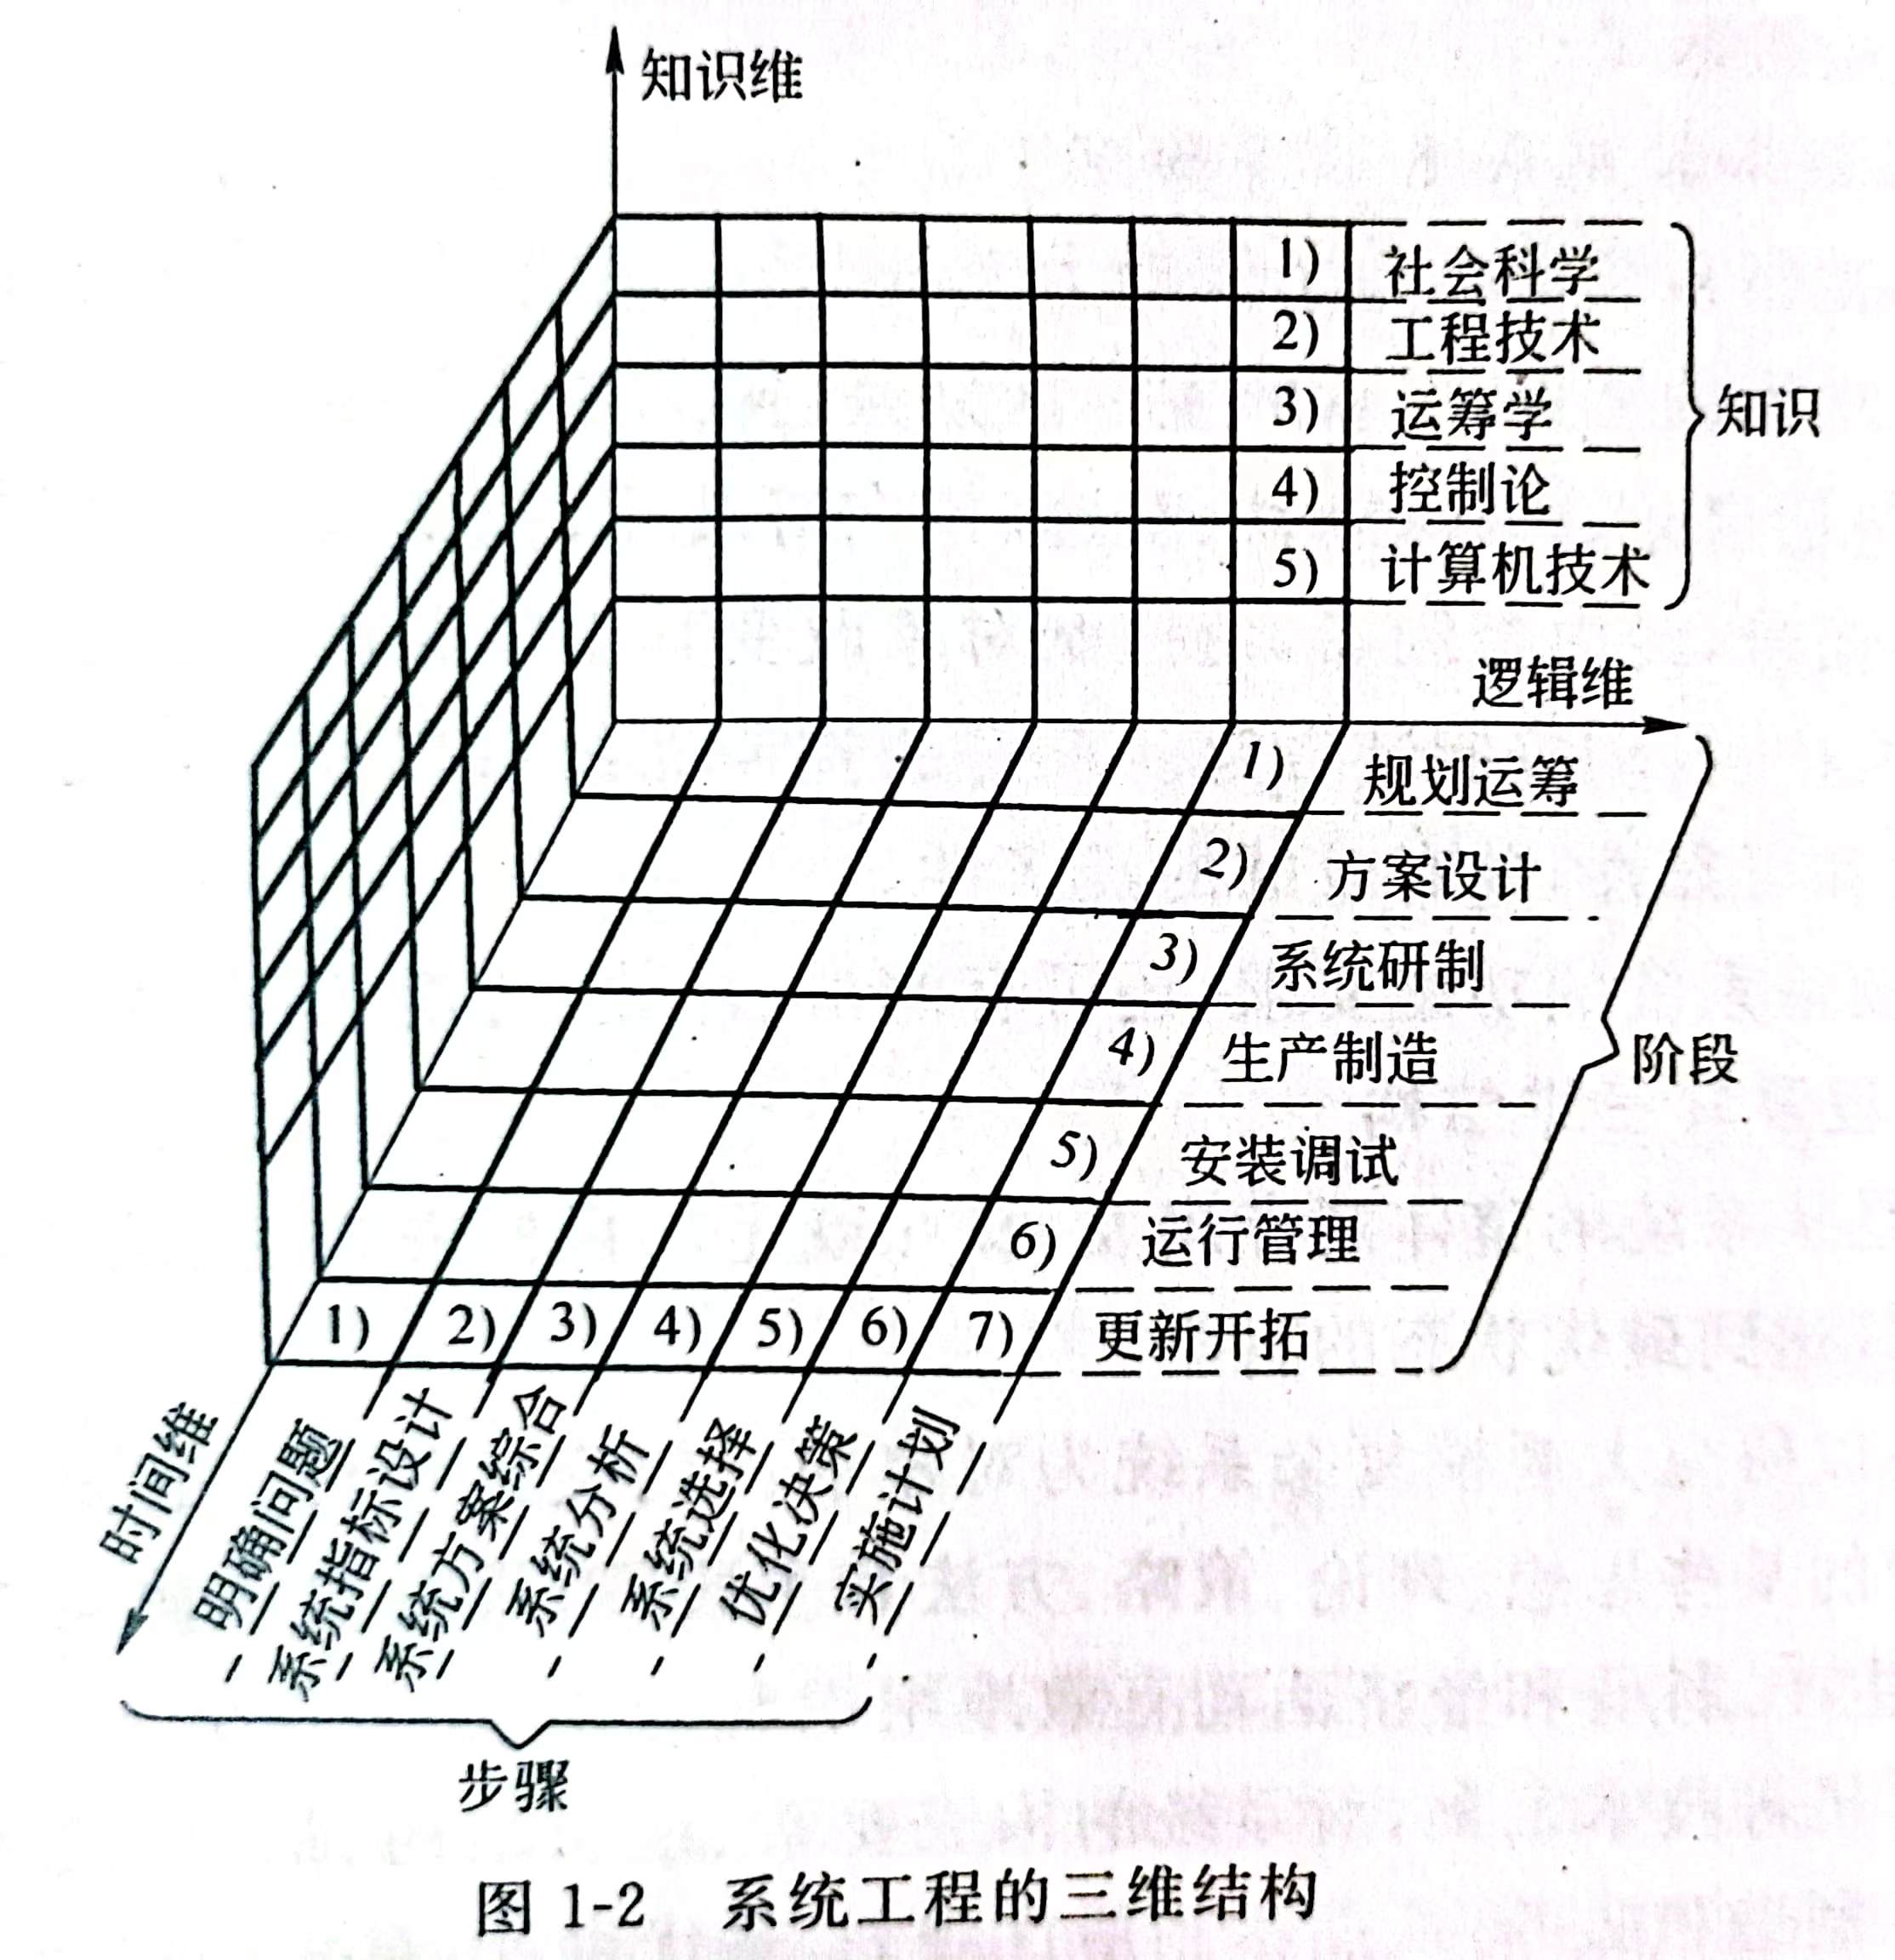 知识维
1) 社会科学
2) 工程技术
3) 运筹学
4) 控制论
5) 计算机技术
知识
逻辑维
1) 规划运筹
2) 方案设计
3) 系统研制
4) 生产制造
5) 安装调试
6) 运行管理
更新开拓
阶段
1) 2) 3) 4) 5) 6) 7)
时间维
明确问题
系统指标设计
系统方案综合
系统分析
系统选择
优化决策
实施计划
步骤
图 1-2 系统工程的三维结构